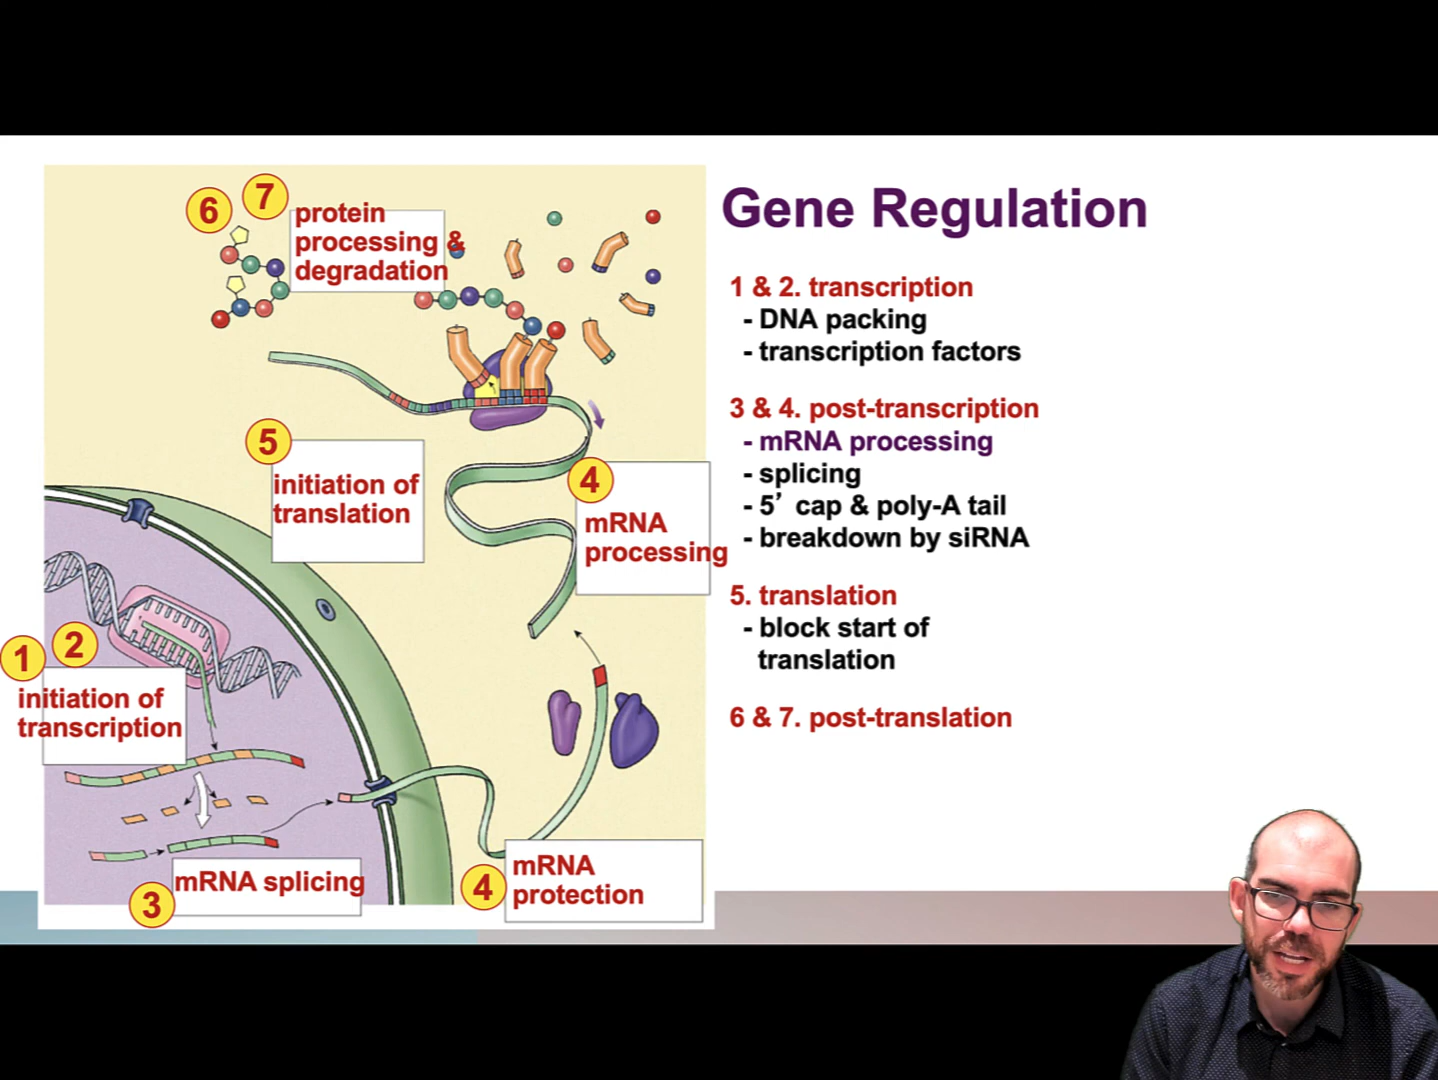 6
7
protein
processing &
degradation
5
initiation of
translation
4
mRNA
processing
1
2
initiation of
transcription
3
mRNA splicing
4
mRNA
protection
Gene Regulation
1 & 2. transcription
- DNA packing
- transcription factors
3 & 4. post-transcription
- mRNA processing
- splicing
- 5’ cap & poly-A tail
- breakdown by siRNA
5. translation
- block start of
translation
6 & 7. post-translation